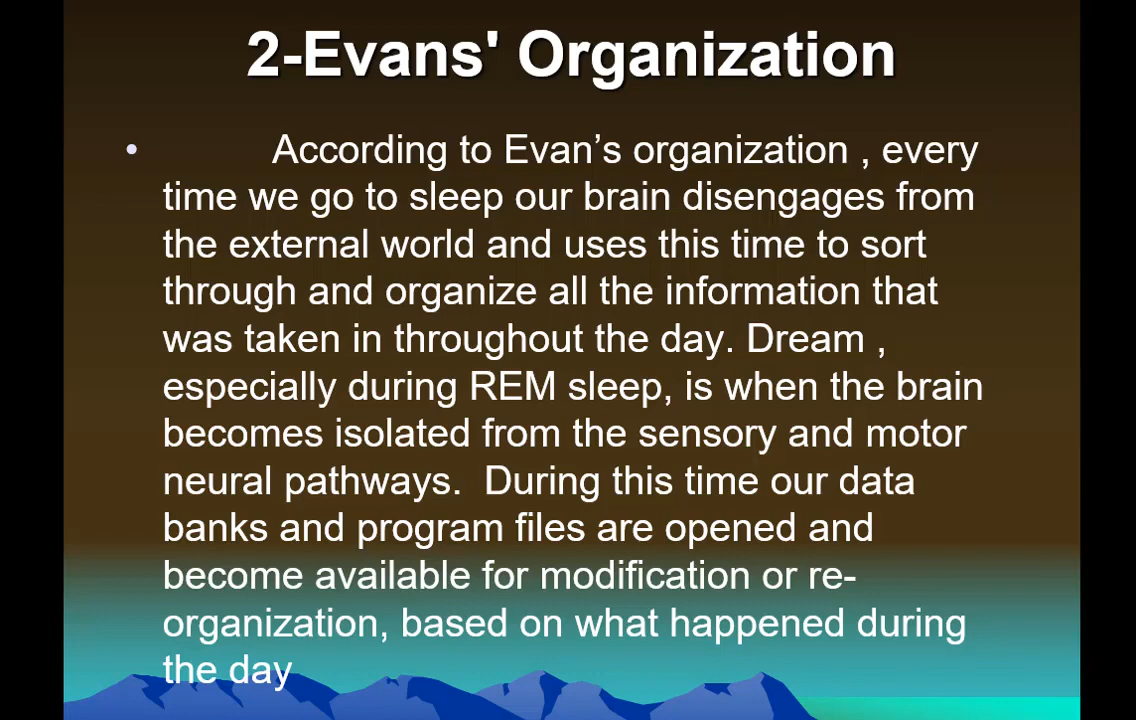 2-Evans' Organization
• According to Evan’s organization , every
time we go to sleep our brain disengages from
the external world and uses this time to sort
through and organize all the information that
was taken in throughout the day. Dream ,
especially during REM sleep, is when the brain
becomes isolated from the sensory and motor
neural pathways.  During this time our data
banks and program files are opened and
become available for modification or re-
organization, based on what happened during
the day